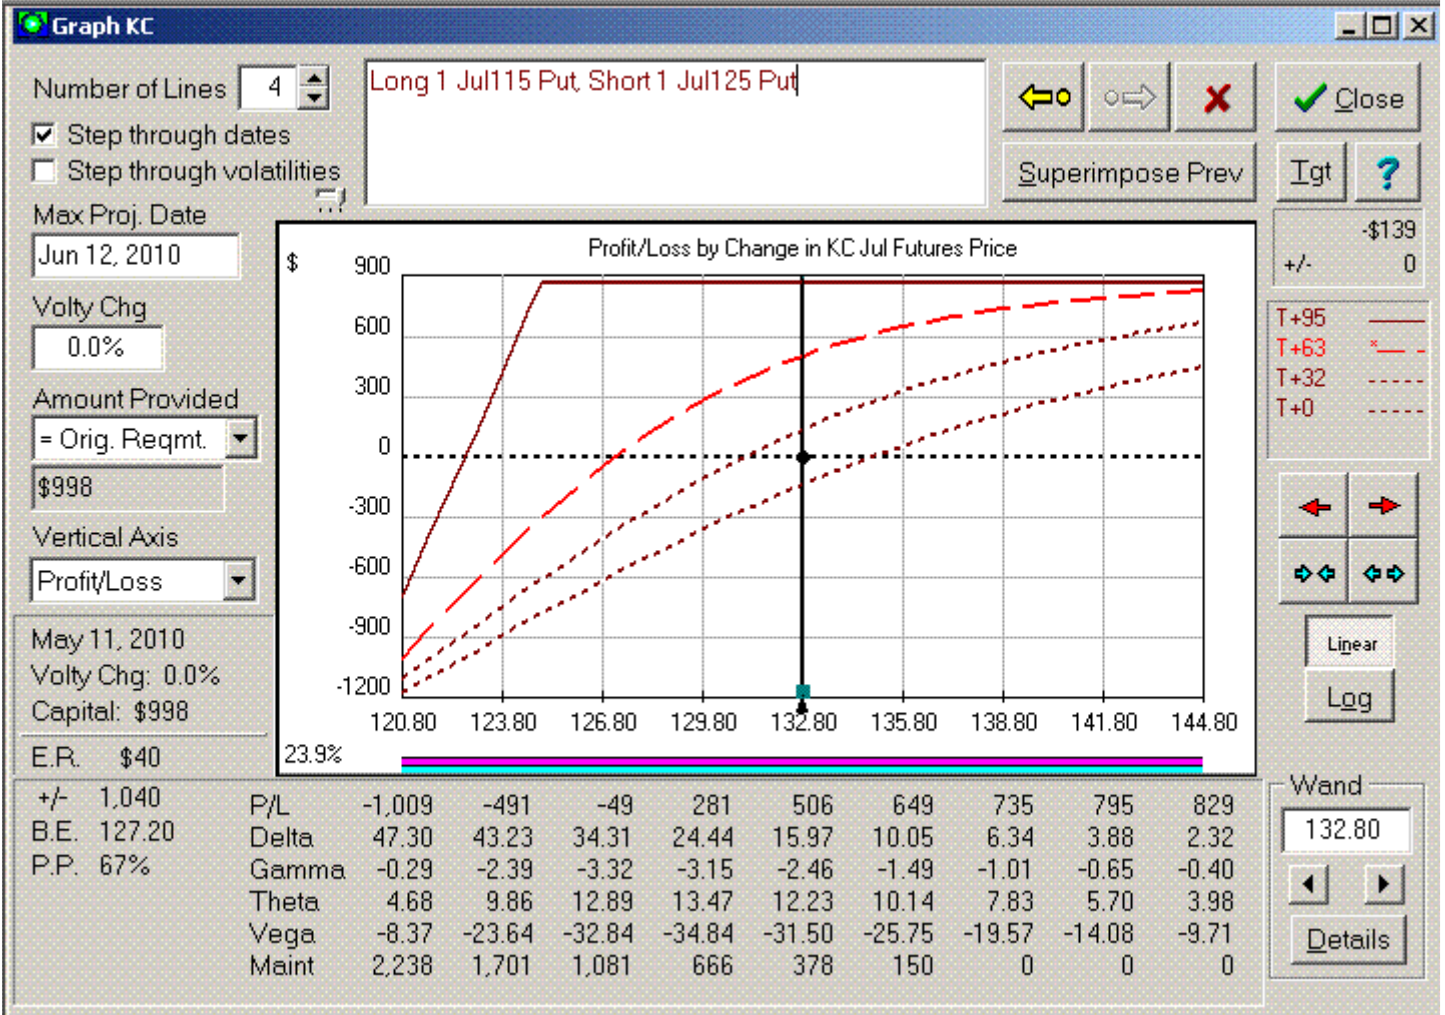 Graph KC
Number of Lines 4
Long 1 Jul115 Put, Short 1 Jul125 Put
Close
Step through dates
Step through volatilities
Superimpose Prev
Tgt
?
Max Proj. Date
Jun 12, 2010
-$139
+/- 0
Volty Chg
0.0%
Amount Provided
= Orig. Reqmt.
$998
Vertical Axis
Profit/Loss
Profit/Loss by Change in KC Jul Futures Price
$
900
600
300
0
-300
-600
-900
-1200
120.80 123.80 126.80 129.80 132.80 135.80 138.80 141.80 144.80
23.9%
T+95
T+63 *
T+32
T+0
Linear
Log
May 11, 2010
Volty Chg: 0.0%
Capital: $998
E.R. $40
+/- 1,040
B.E. 127.20
P.P. 67%
P/L -1,009 -491 -49 281 506 649 735 795 829
Delta 47.30 43.23 34.31 24.44 15.97 10.05 6.34 3.88 2.32
Gamma -0.29 -2.39 -3.32 -3.15 -2.46 -1.49 -1.01 -0.65 -0.40
Theta 4.68 9.86 12.89 13.47 12.23 10.14 7.83 5.70 3.98
Vega -8.37 -23.64 -32.84 -34.84 -31.50 -25.75 -19.57 -14.08 -9.71
Maint 2,238 1,701 1,081 666 378 150 0 0 0
Wand
132.80
Details